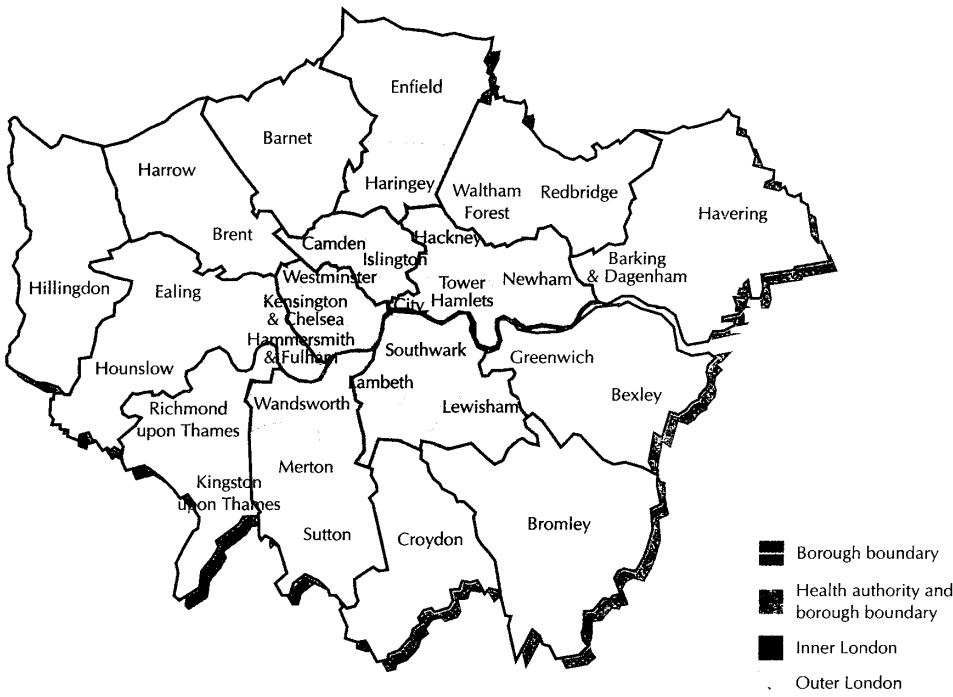 Enfield
Barnet
Harrow
Haringey
Waltham
Forest
Redbridge
Havering
Brent
Camden
Hackney
Islington
Barking
& Dagenham
Hillingdon
Ealing
Westminster
Tower
Hamlets
Newham
Kensington
& Chelsea
City
Hammersmith
& Fulham
Southwark
Greenwich
Hounslow
Lambeth
Bexley
Richmond
upon Thames
Wandsworth
Lewisham
Merton
Kingston
upon Thames
Sutton
Croydon
Bromley
Borough boundary
Health authority and
borough boundary
Inner London
Outer London